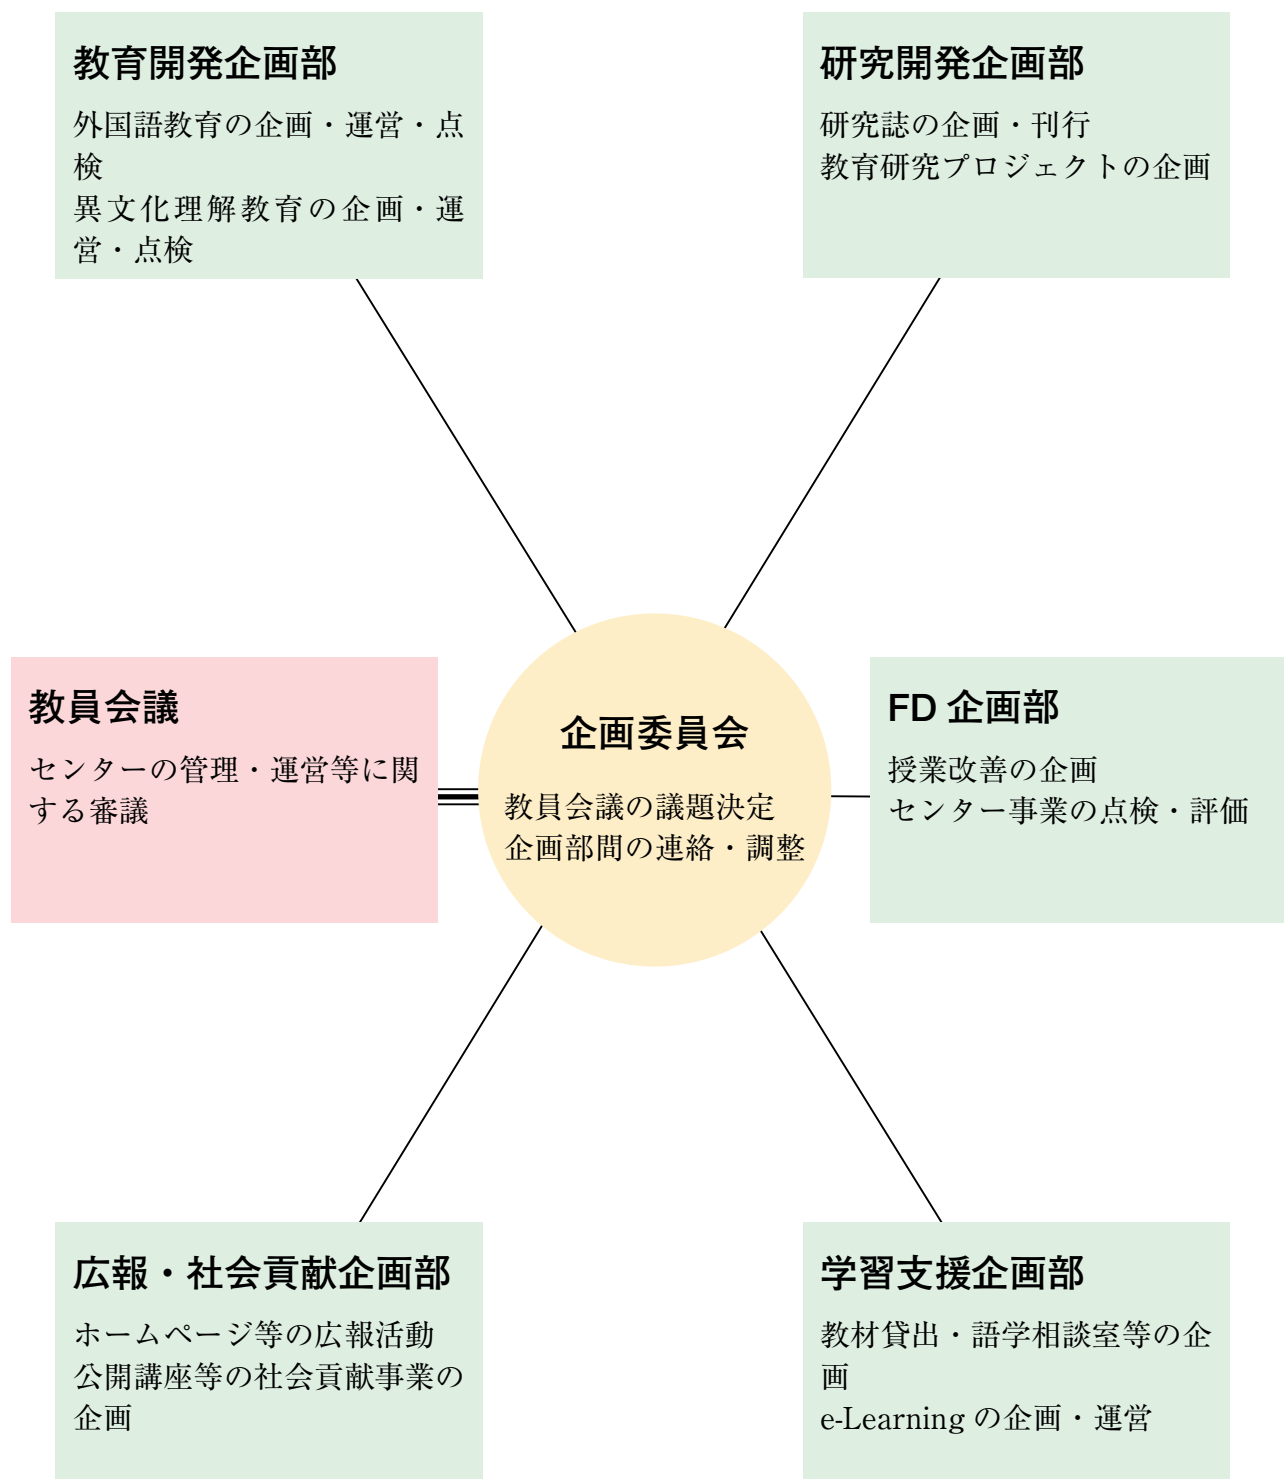 教育開発企画部
外国語教育の企画・運営・点
検
異文化理解教育の企画・運
営・点検
研究開発企画部
研究誌の企画・刊行
教育研究プロジェクトの企画
教員会議
センターの管理・運営等に関
する審議
企画委員会
教員会議の議題決定
企画部間の連絡・調整
FD 企画部
授業改善の企画
センター事業の点検・評価
広報・社会貢献企画部
ホームページ等の広報活動
公開講座等の社会貢献事業の
企画
学習支援企画部
教材貸出・語学相談室等の企
画
e-Learning の企画・運営